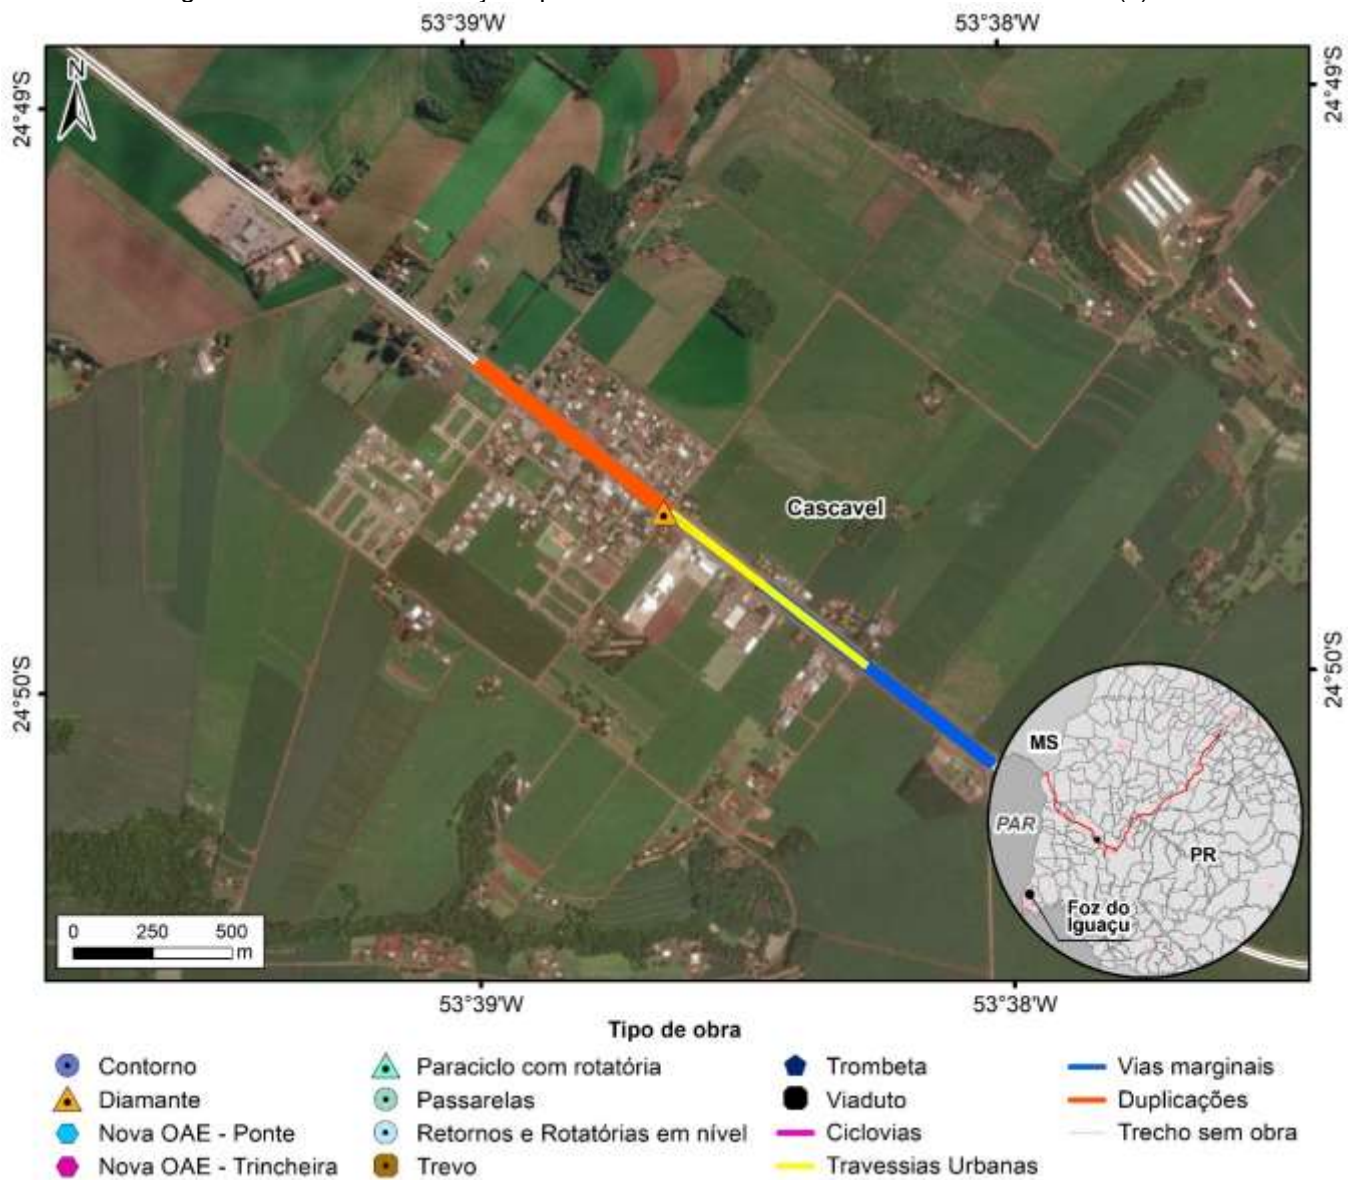 53°39'W 53°38'W
24°49'S 24°49'S
N
Cascavel
24°50'S 24°50'S
MS
PAR
PR
Foz do
Iguaçu
0 250 500
m
53°39'W 53°38'W
Tipo de obra
Contorno
Diamante
Nova OAE - Ponte
Nova OAE - Trincheira
Paraciclo com rotatória
Passarelas
Retornos e Rotatórias em nível
Trevo
Trombeta
Viaduto
Ciclovias
Travessias Urbanas
Vias marginais
Duplicações
Trecho sem obra